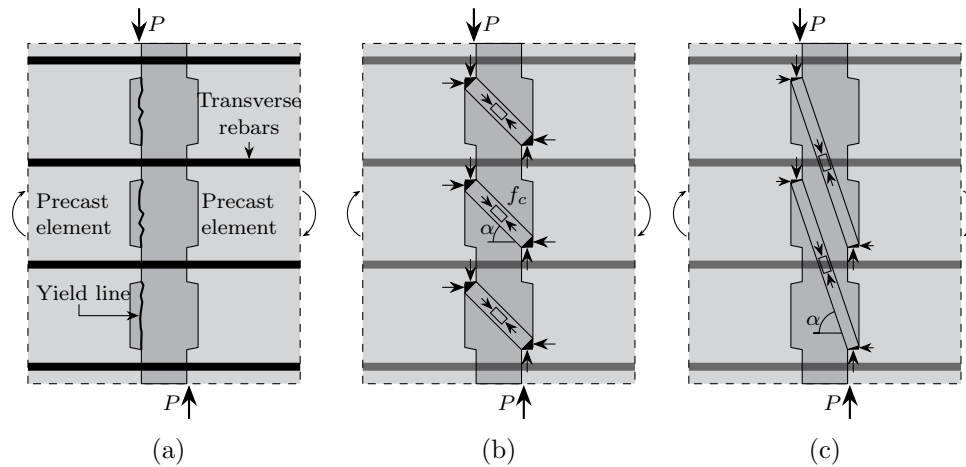 P
P
P
Transverse
rebars
Precast
element
Precast
element
f_c
α
Yield line
α
P
P
P
(a)
(b)
(c)